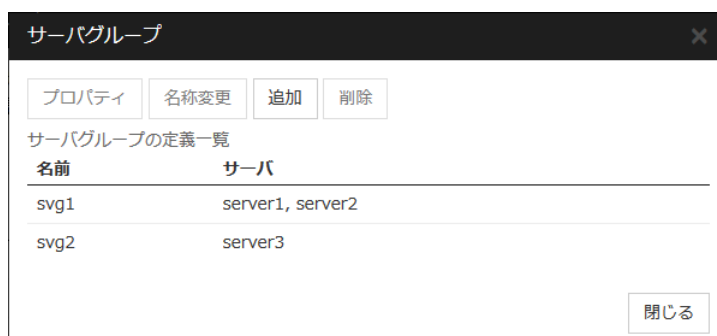 サーバグループ ×
プロパティ 名称変更 追加 削除
サーバグループの定義一覧
名前 サーバ
svg1 server1, server2
svg2 server3
閉じる